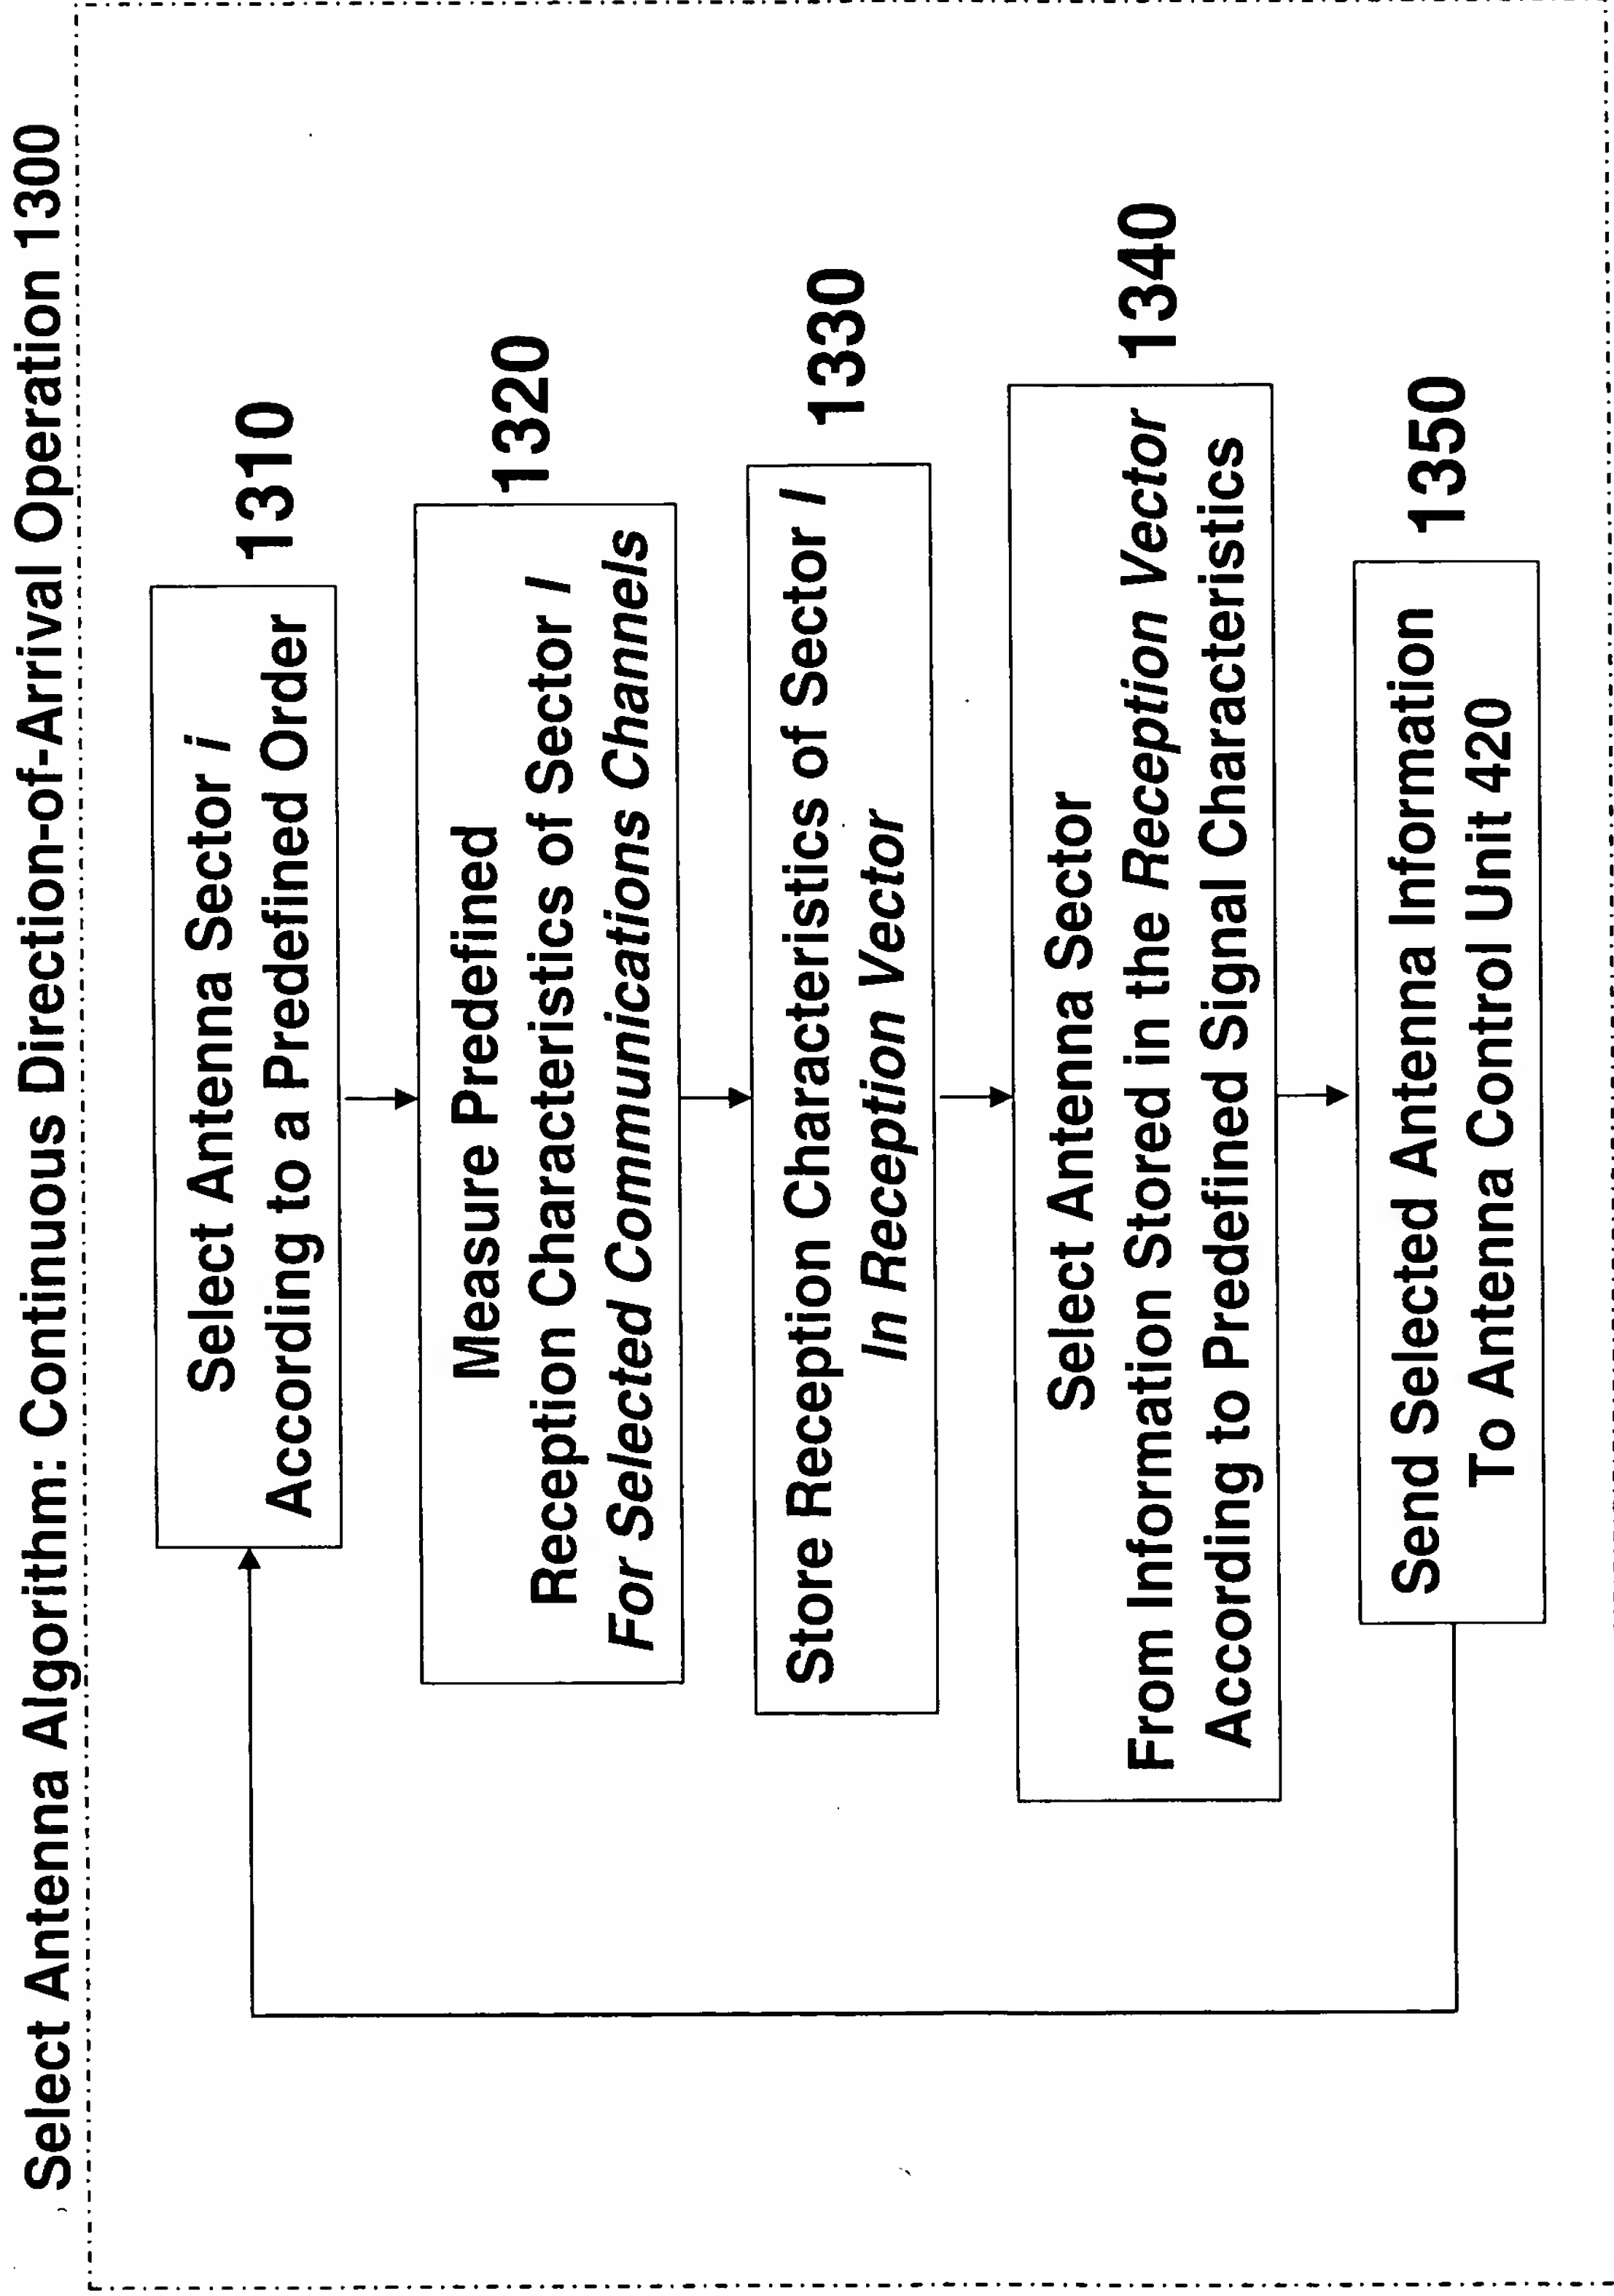 Select Antenna Algorithm: Continuous Direction-of-Arrival Operation 1300
Select Antenna Sector i
According to a Predefined Order
1310
Measure Predefined
Reception Characteristics of Sector I
For Selected Communications Channels
1320
Store Reception Characteristics of Sector I
In Reception Vector
1330
Select Antenna Sector
From Information Stored in the Reception Vector
According to Predefined Signal Characteristics
1340
Send Selected Antenna Information
To Antenna Control Unit 420
1350